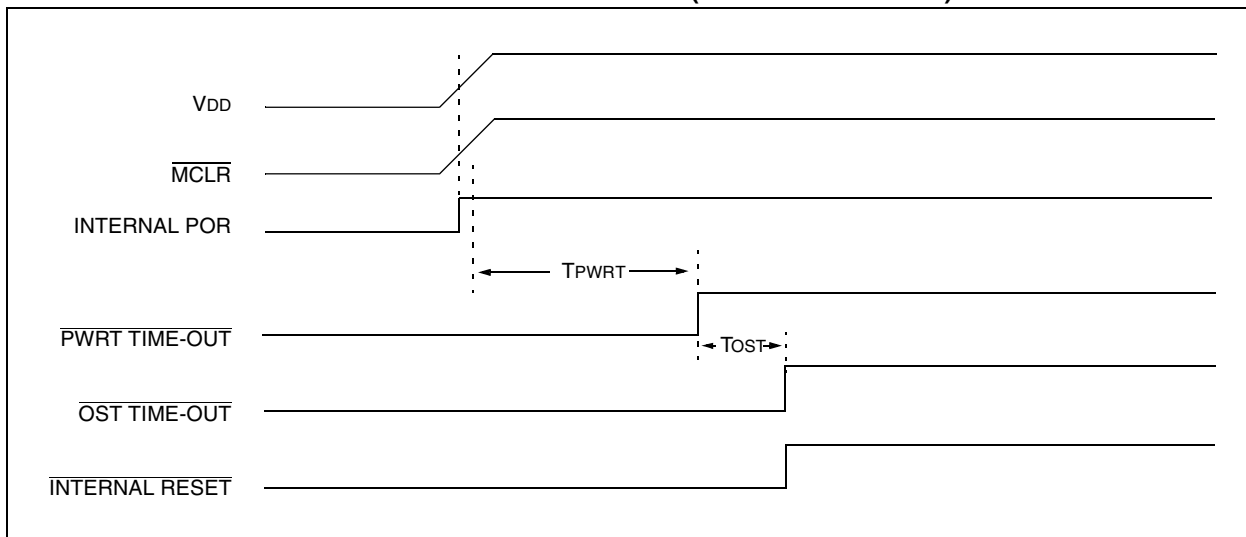 VDD
MCLR
INTERNAL POR
TPWRT
PWRT TIME-OUT
TOST
OST TIME-OUT
INTERNAL RESET